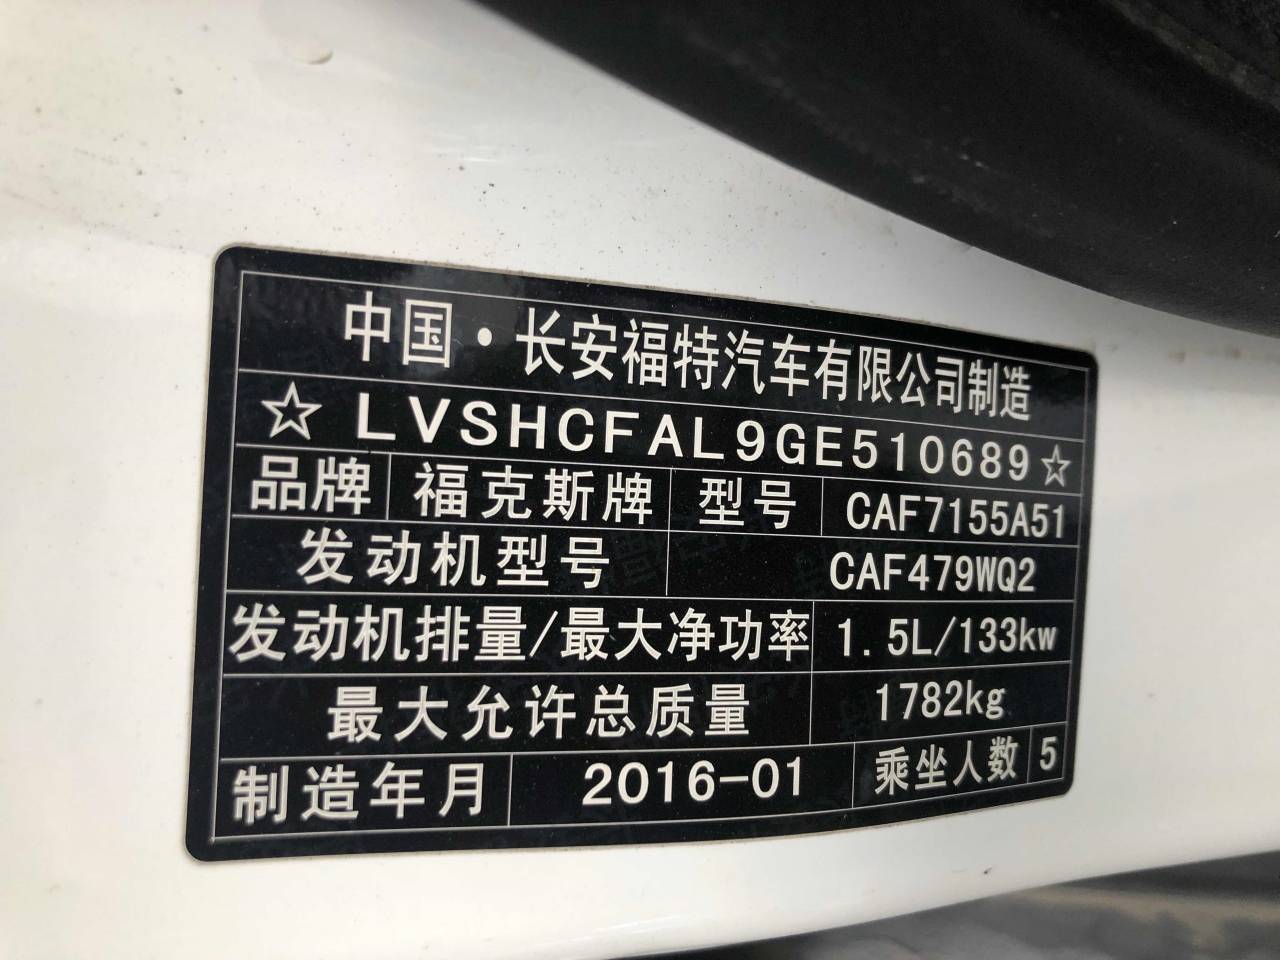 中国·长安福特汽车有限公司制造
☆LVSHCFAL9GE510689☆
品牌 福克斯牌 型号 CAF7155A51
发动机型号 CAF479WQ2
发动机排量/最大净功率 1.5L/133kw
最大允许总质量 1782kg
制造年月 2016-01 乘坐人数 5